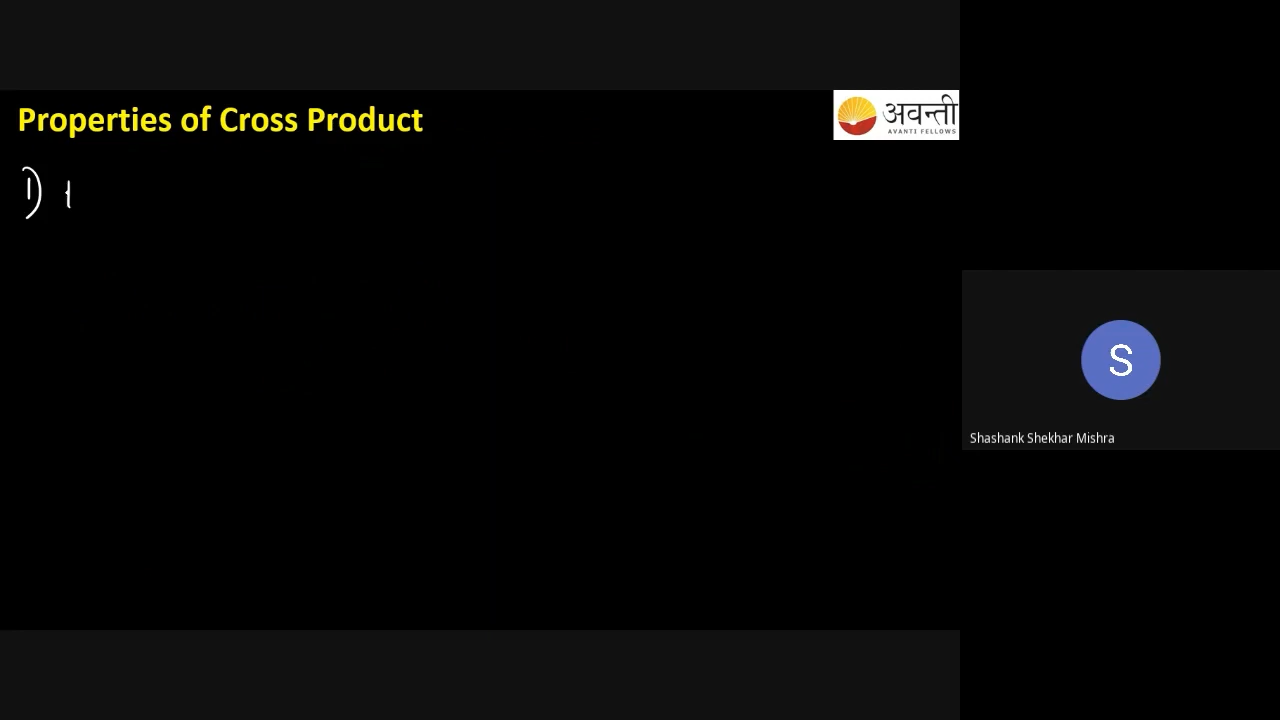 Properties of Cross Product
अवन्ती
AVANTI FELLOWS
1)
S
Shashank Shekhar Mishra